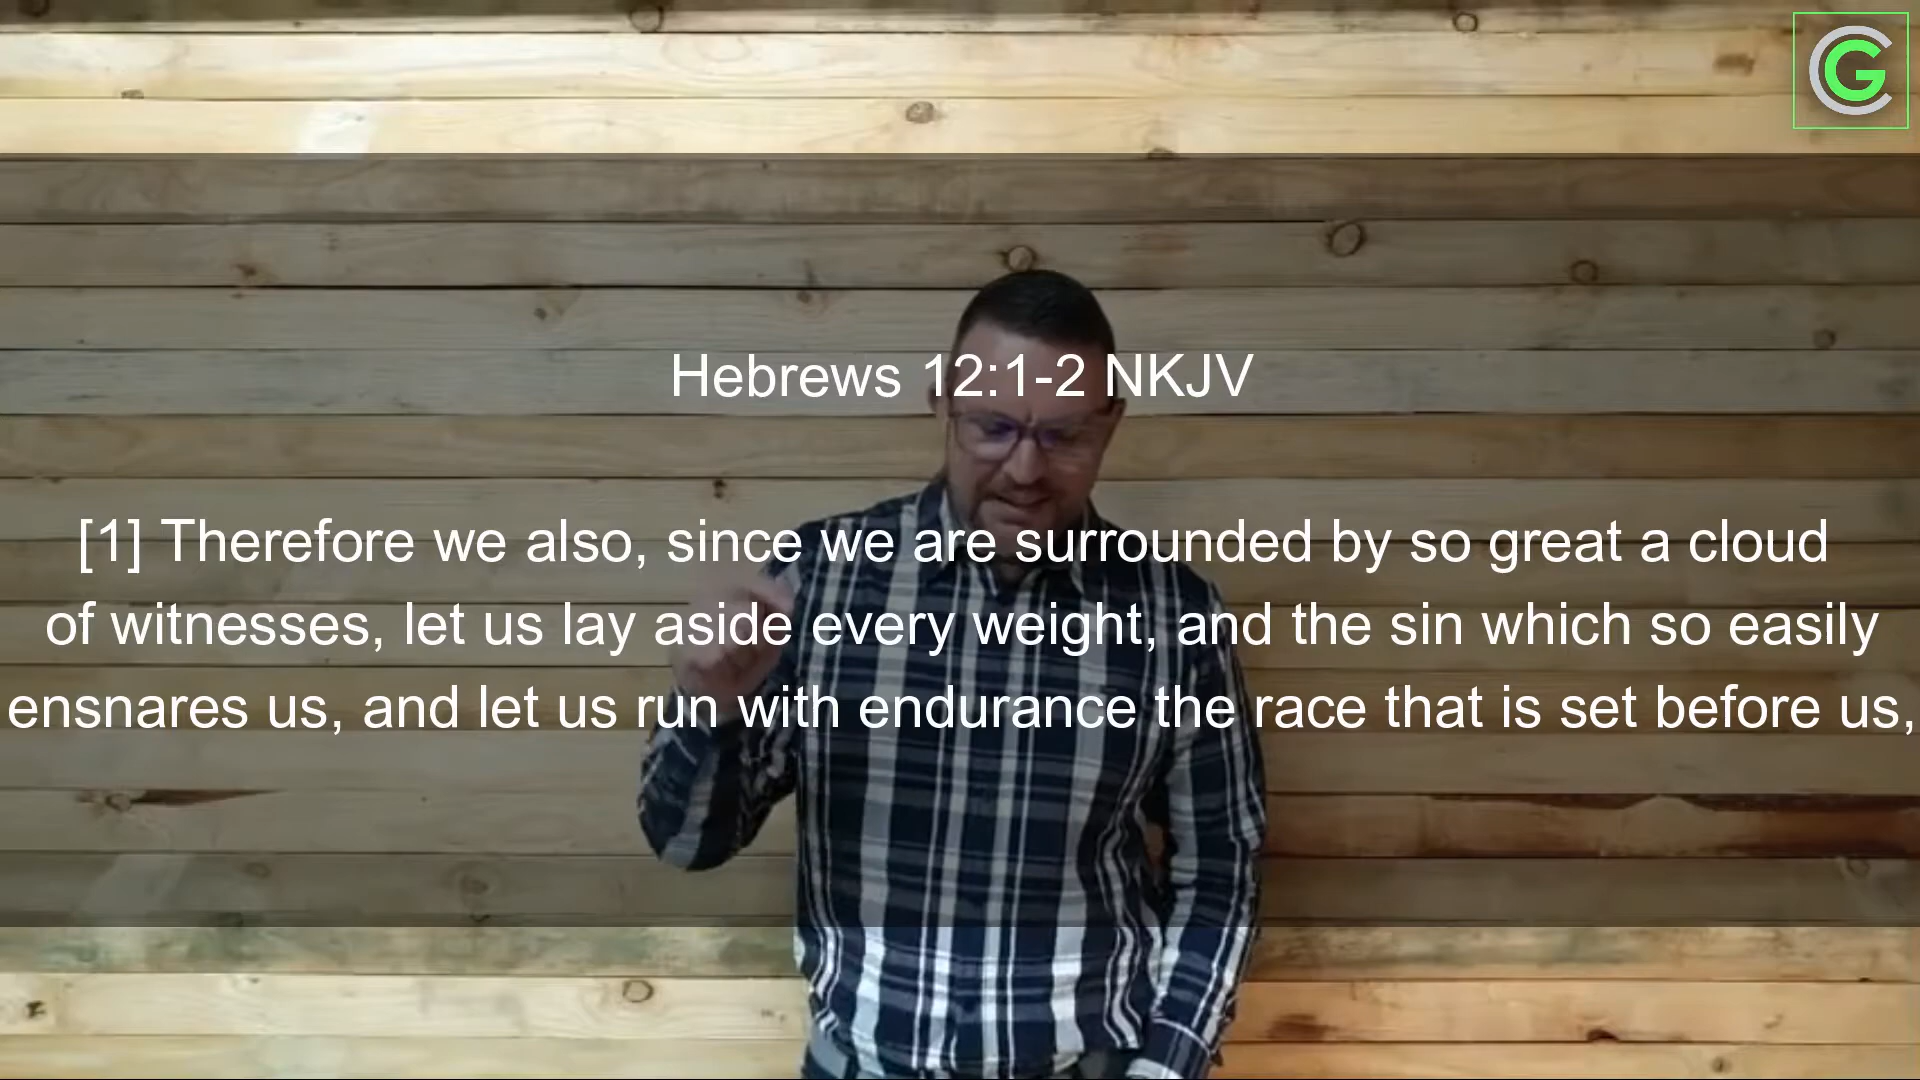 CG
Hebrews 12:1-2 NKJV
[1] Therefore we also, since we are surrounded by so great a cloud
of witnesses, let us lay aside every weight, and the sin which so easily
ensnares us, and let us run with endurance the race that is set before us,